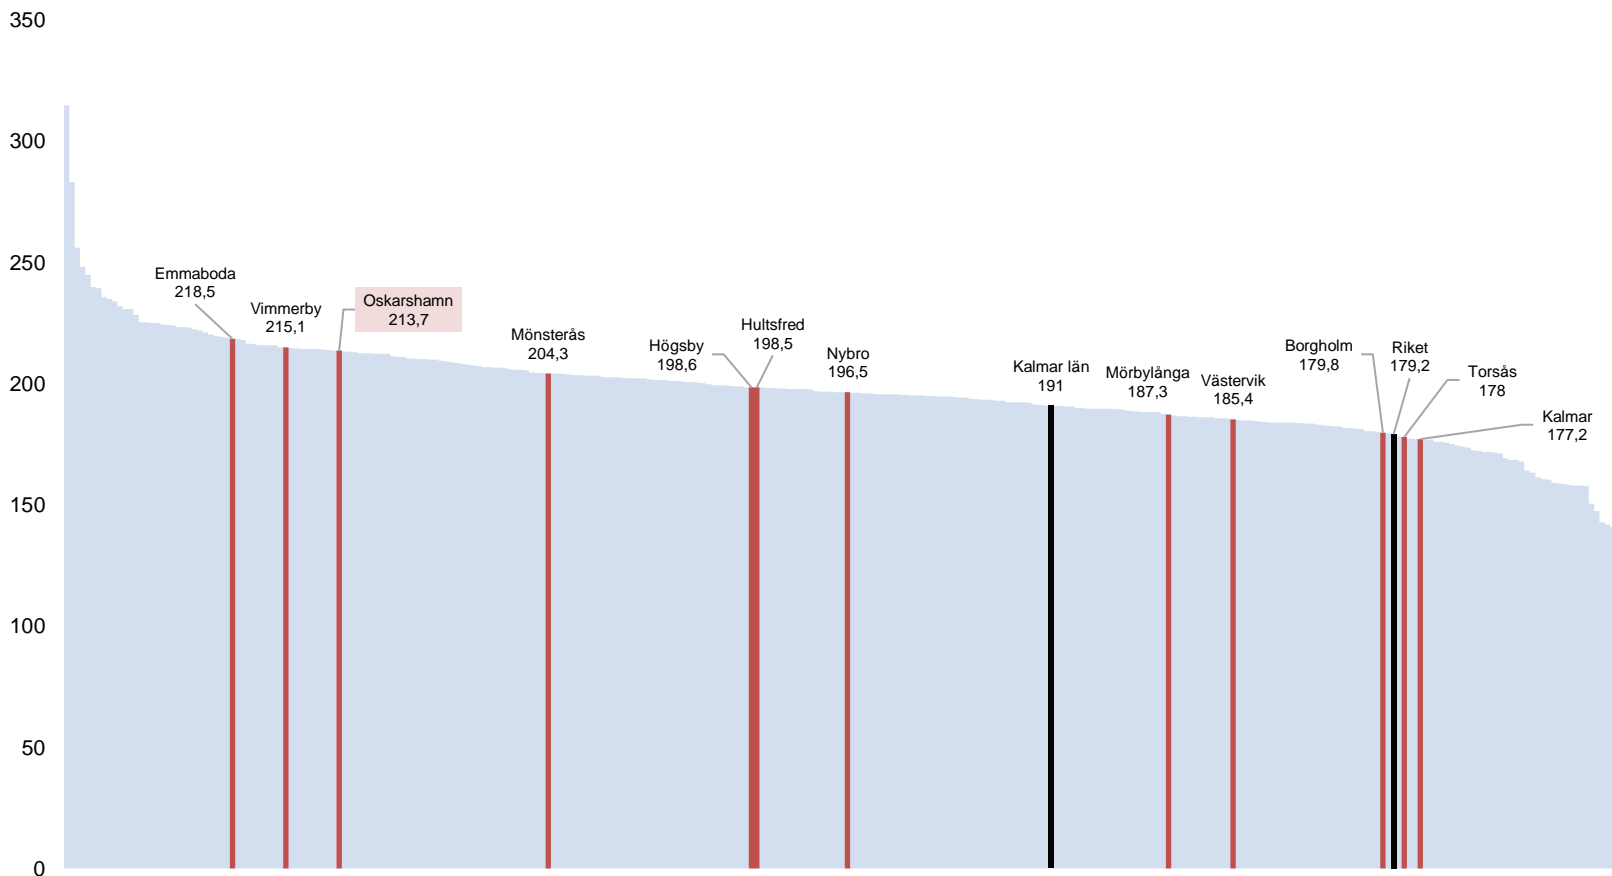 350
300
250
200
150
100
50
0
Emmaboda
218,5
Vimmerby
215,1
Oskarshamn
213,7
Mönsterås
204,3
Högsby
198,6
Hultsfred
198,5
Nybro
196,5
Kalmar län
191
Mörbylånga
187,3
Västervik
185,4
Borgholm
179,8
Riket
179,2
Torsås
178
Kalmar
177,2